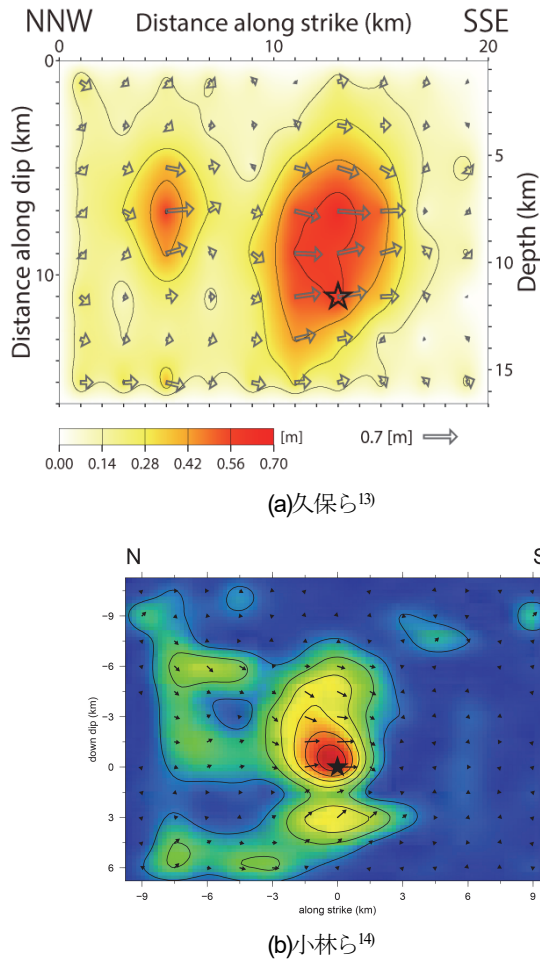 NNW Distance along strike (km) SSE
0 10 20
0
Distance along dip (km)
10
5
10
15
Depth (km)
[m]
0.00 0.14 0.28 0.42 0.56 0.70
0.7 [m]
(a)久保ら13)
N S
-9
-6
-3
0
3
6
down dip (km)
-9 -6 -3 0 3 6 9
along strike (km)
(b)小林ら14)